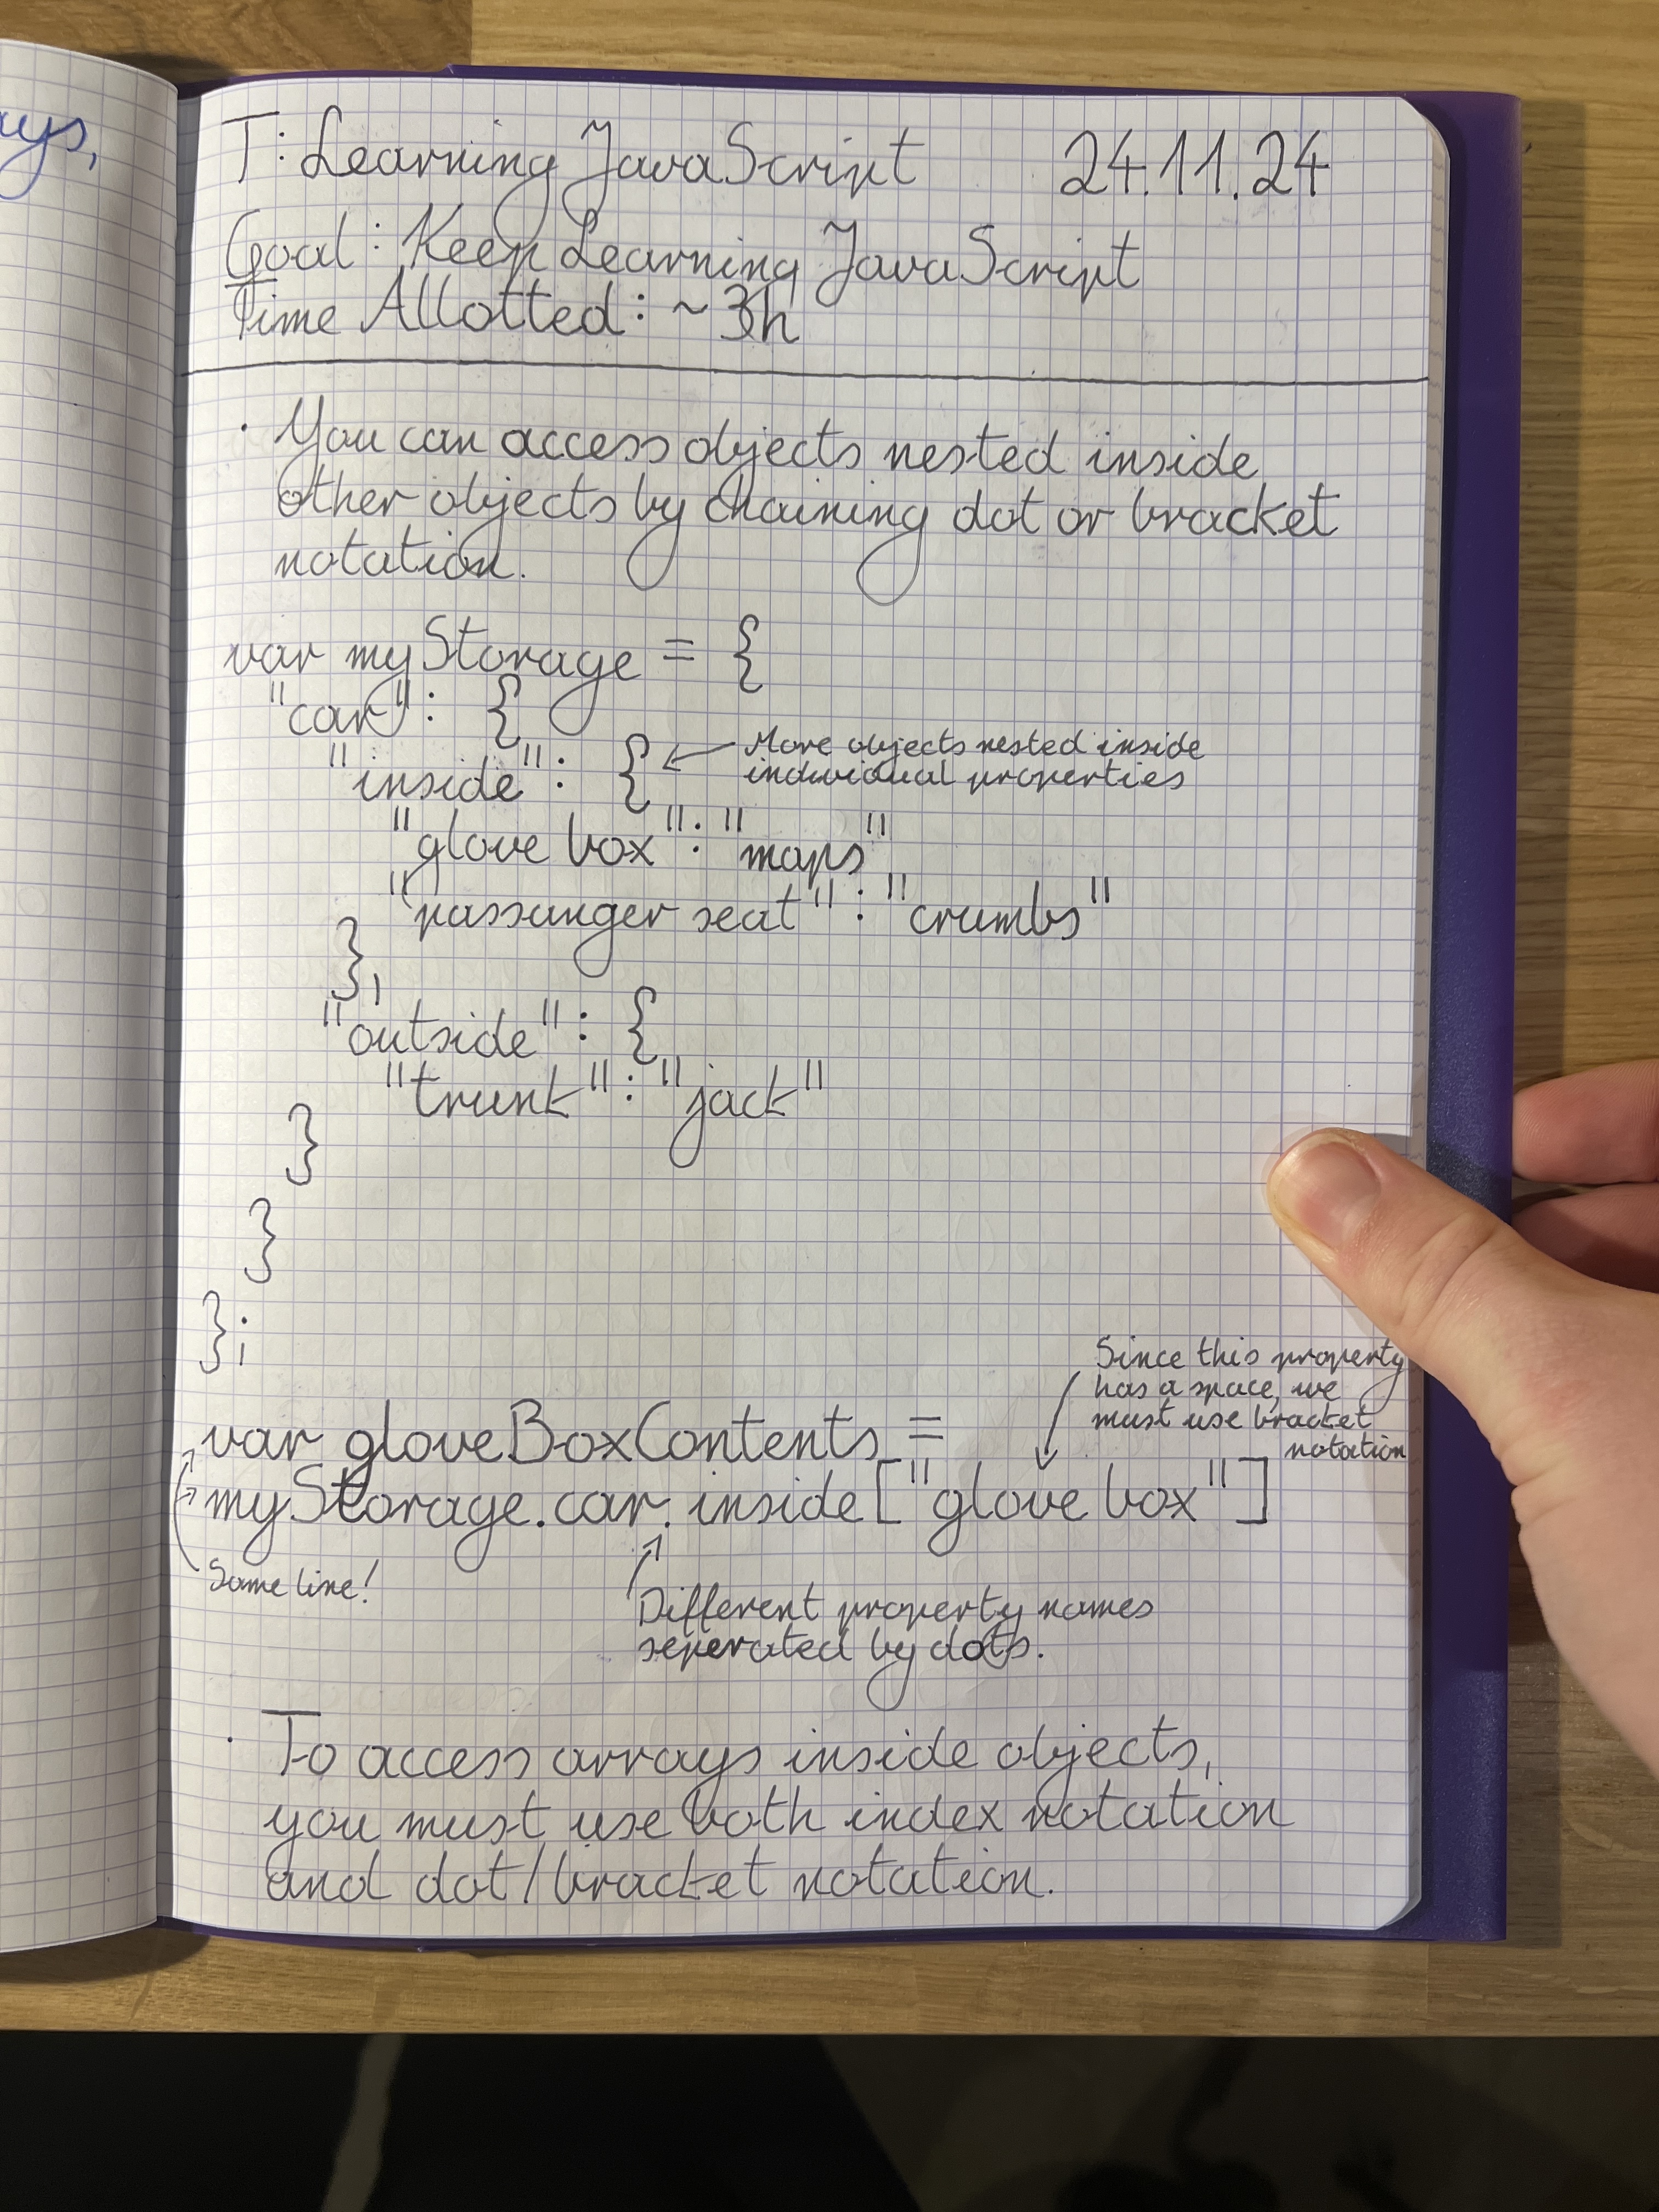 ays,
T: Learning JavaScript 24.11.24
Goal: Keep Learning JavaScript
Time Allotted: ~3h
· You can access objects nested inside
other objects by chaining dot or bracket
notation.
var myStorage = {
"car": {
"inside": {
More objects nested inside
individual properties
"glove box": "maps"
"passanger seat": "crumbs"
},
"outside": {
"trunk": "jack"
}
}
};
Since this property
has a space, we
must use bracket
notation
var gloveBoxContents =
myStorage.car.inside["glove box"]
Same line!
Different property names
seperated by dots.
· To access arrays inside objects,
you must use both index notation
and dot/bracket notation.